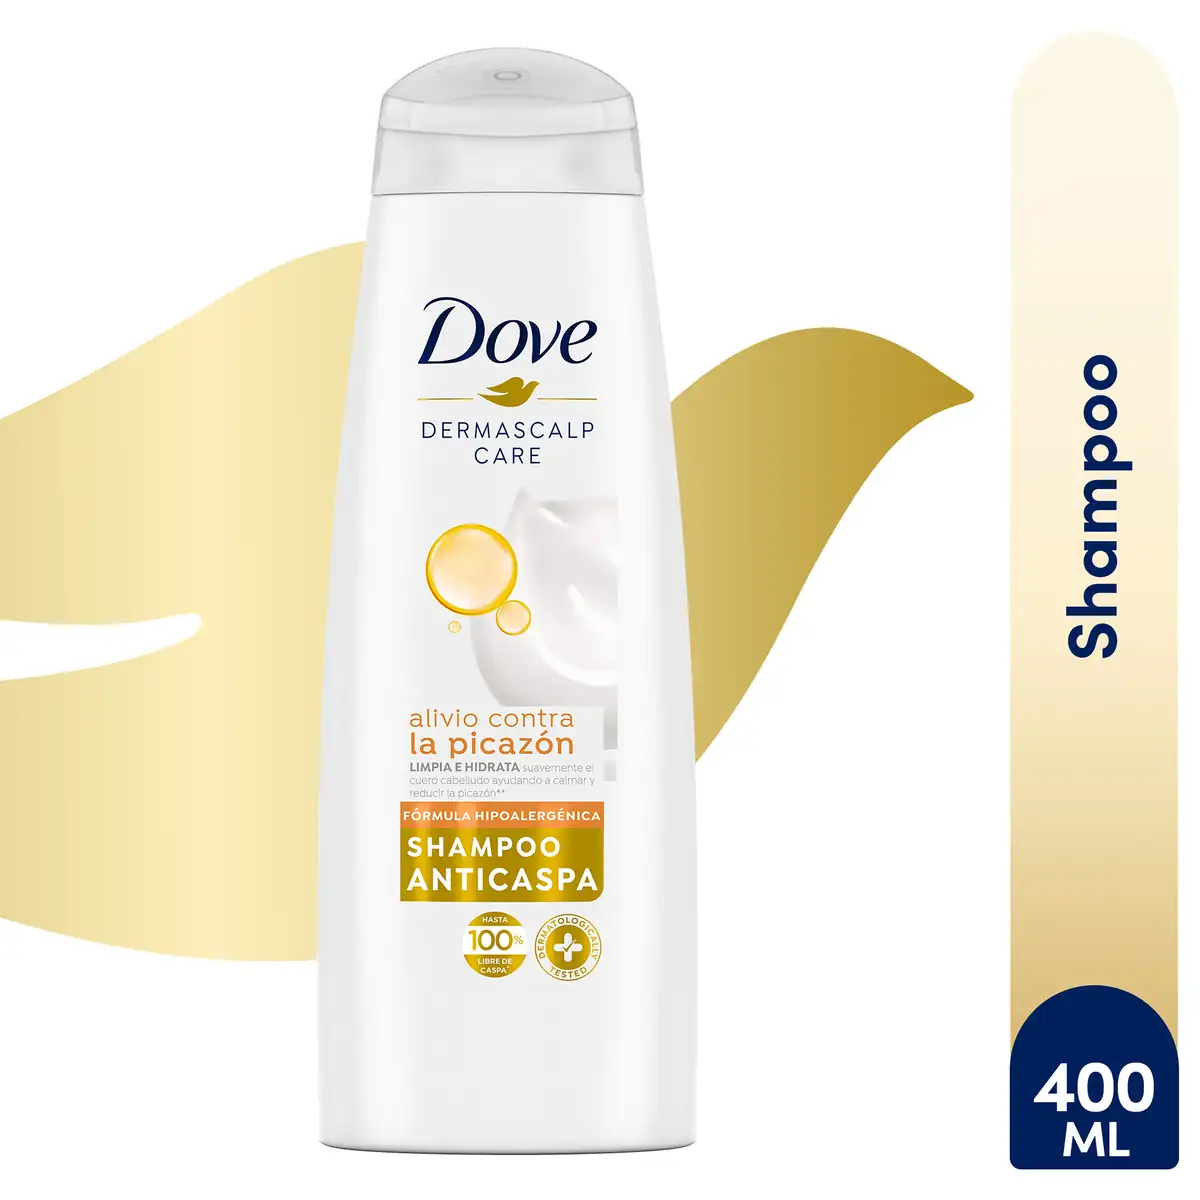 Dove
DERMASCALP
CARE
alivio contra
la picazón
LIMPIA E HIDRATA suavemente el
cuero cabelludo ayudando a calmar y
reducir la picazón**
FÓRMULA HIPOALERGÉNICA
SHAMPOO
ANTICASPA
HASTA
100%
LIBRE DE
CASPA*
DERMATOLOGICALLY
TESTED
Shampoo
400
ML